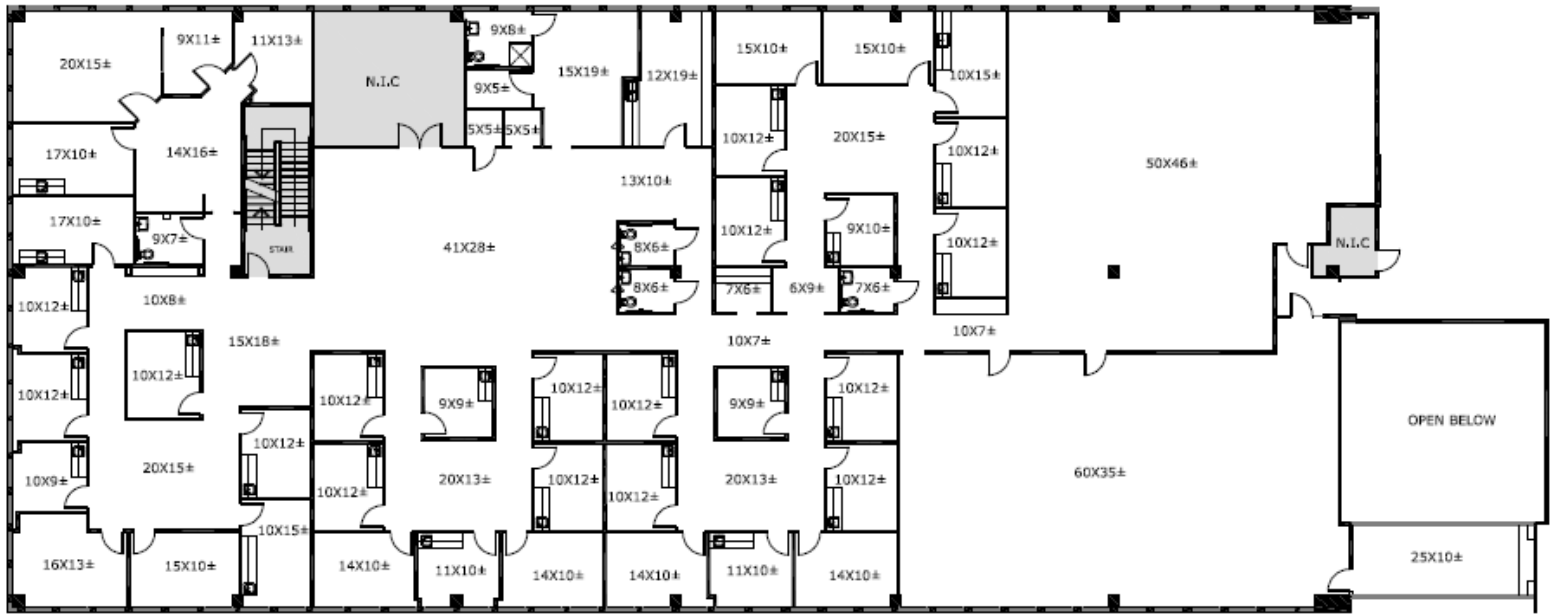 9X11±
11X13±
20X15±
N.I.C
9X8±
15X19±
12X19±
9X5±
5X5±
5X5±
15X10±
15X10±
10X15±
17X10±
14X16±
10X12±
20X15±
10X12±
50X46±
13X10±
17X10±
9X7±
STAIR
41X28±
8X6±
8X6±
10X12±
9X10±
10X12±
N.I.C
7X6±
6X9±
7X6±
10X12±
10X8±
15X18±
10X7±
10X7±
10X12±
10X12±
10X12±
9X9±
10X12±
10X12±
9X9±
10X12±
OPEN BELOW
10X9±
20X15±
10X12±
10X12±
20X13±
10X12±
10X12±
20X13±
10X12±
60X35±
10X15±
16X13±
15X10±
14X10±
11X10±
14X10±
14X10±
11X10±
14X10±
25X10±